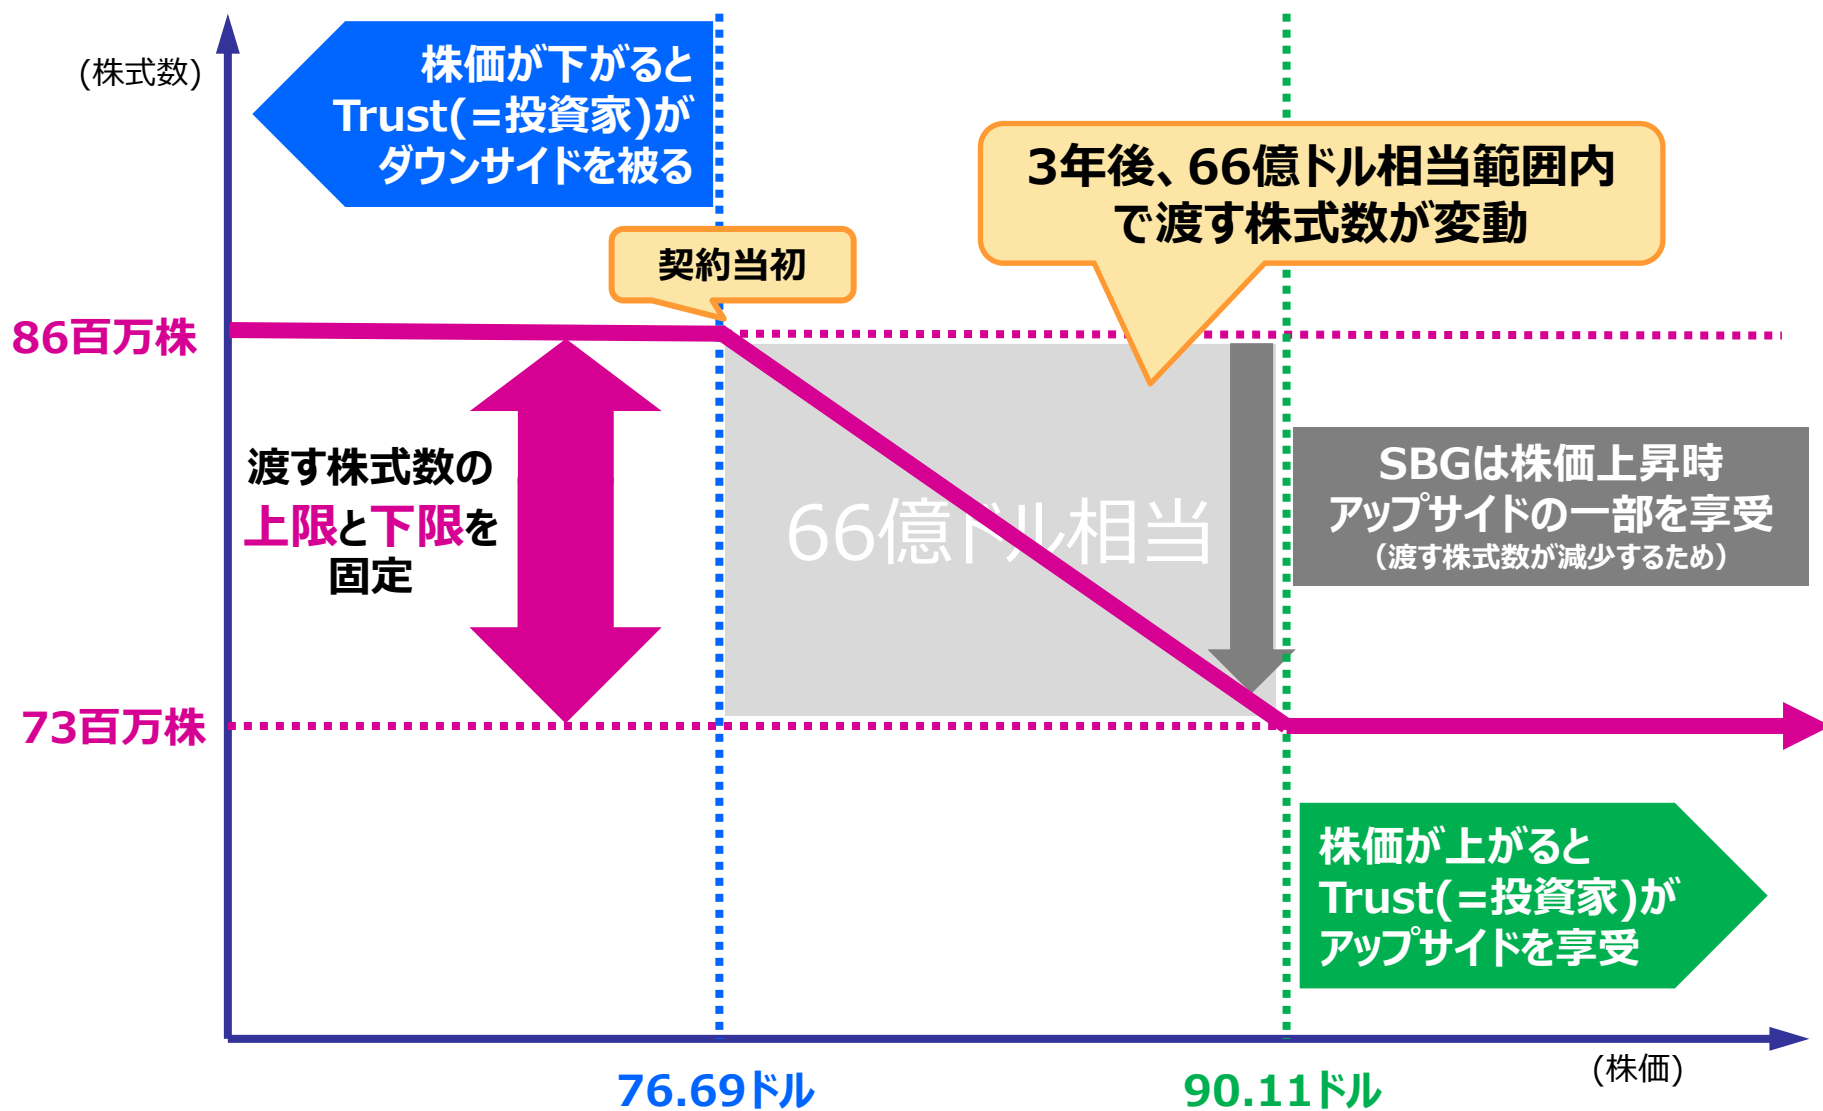 (株式数)
株価が下がると
Trust(=投資家)が
ダウンサイドを被る
3年後、66億ドル相当範囲内
で渡す株式数が変動
契約当初
86百万株
渡す株式数の
上限と下限を
固定
66億ドル相当
SBGは株価上昇時
アップサイドの一部を享受
(渡す株式数が減少するため)
73百万株
株価が上がると
Trust(=投資家)が
アップサイドを享受
(株価)
76.69ドル
90.11ドル